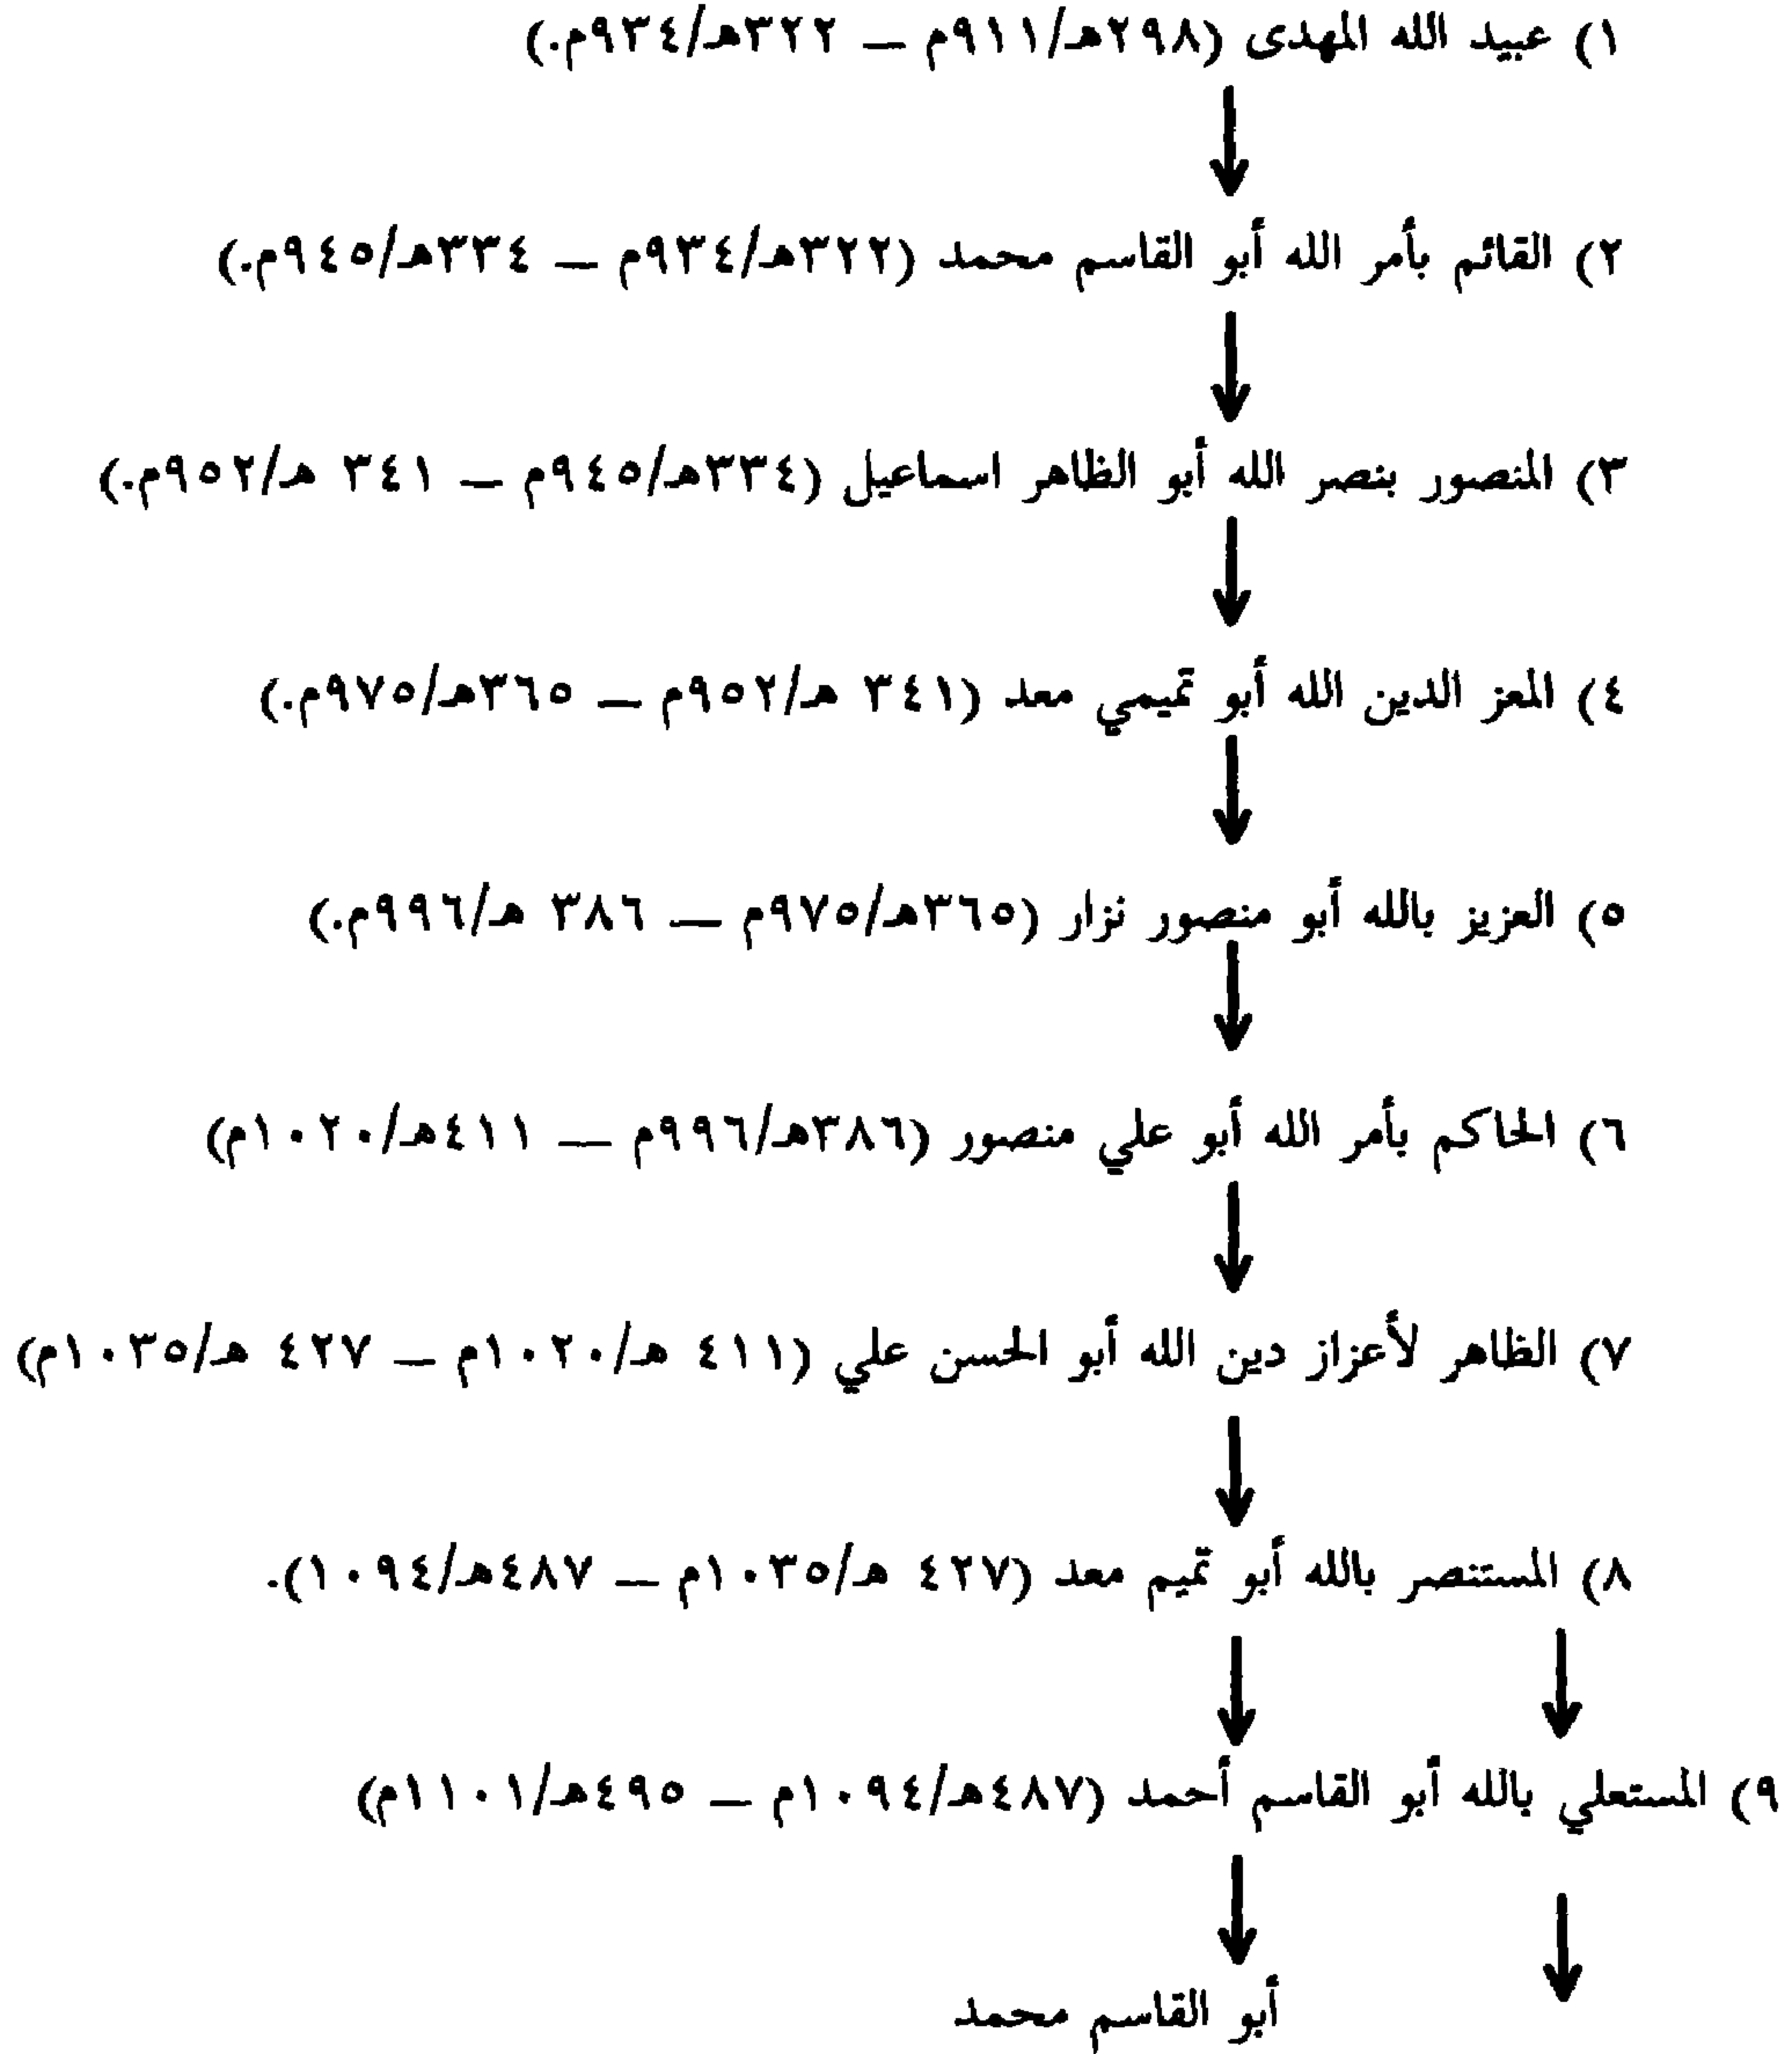 ١) عبيد الله المهدى (٢٩٨هـ/٩١١م — ٣٢٢هـ/٩٣٤م.)
٢) القائم بأمر الله أبو القاسم محمد (٣٢٢هـ/٩٣٤م — ٣٣٤هـ/٩٤٥م.)
٣) المنصور بنصر الله أبو الظاهر اسماعيل (٣٣٤هـ/٩٤٥م — ٣٤١ هـ/٩٥٢م.)
٤) المعز الدين الله أبو تميمي معد (٣٤١ هـ/٩٥٢م — ٣٦٥هـ/٩٧٥م.)
٥) العزيز بالله أبو منصور نزار (٣٦٥هـ/٩٧٥م — ٣٨٦ هـ/٩٩٦م.)
٦) الحاكم بأمر الله أبو علي منصور (٣٨٦هـ/٩٩٦م — ٤١١هـ/١٠٢٠م)
٧) الظاهر لأعزاز دين الله أبو الحسن علي (٤١١ هـ/١٠٢٠م — ٤٢٧ هـ/١٠٣٥م)
٨) المستنصر بالله أبو تميم معد (٤٢٧ هـ/١٠٣٥م — ٤٨٧هـ/١٠٩٤).
٩) المستعلي بالله أبو القاسم أحمد (٤٨٧هـ/١٠٩٤م — ٤٩٥هـ/١١٠١م)
أبو القاسم محمد